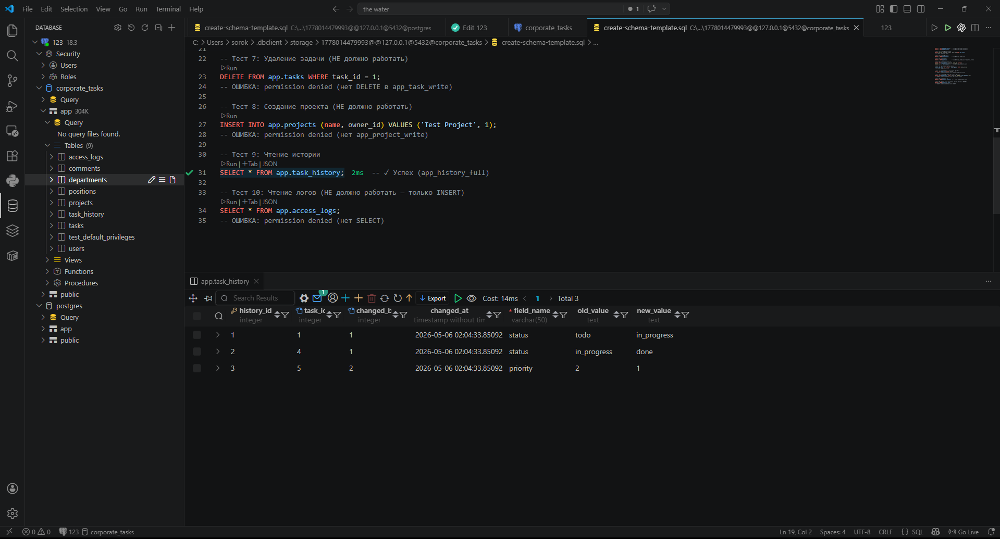 File Edit Selection View Go Run Terminal Help
the water
1
DATABASE
create-schema-template.sql C:\...\1778014479993@@127.0.0.1@5432@postgres
Edit 123
corporate_tasks
create-schema-template.sql C:\...\1778014479993@@127.0.0.1@5432@corporate_tasks
123
C: > Users > sorok > .dbclient > storage > 1778014479993@@127.0.0.1@5432@corporate_tasks > create-schema-template.sql > ...
123 18.3
Security
Users
Roles
corporate_tasks
Query
app 304K
Query
No query files found.
Tables (9)
access_logs
comments
departments
positions
projects
task_history
tasks
test_default_privileges
users
Views
Functions
Procedures
public
postgres
Query
app
public
21
22 -- Тест 7: Удаление задачи (НЕ должно работать)
Run
23 DELETE FROM app.tasks WHERE task_id = 1;
24 -- ОШИБКА: permission denied (нет DELETE в app_task_write)
25
26 -- Тест 8: Создание проекта (НЕ должно работать)
Run
27 INSERT INTO app.projects (name, owner_id) VALUES ('Test Project', 1);
28 -- ОШИБКА: permission denied (нет app_project_write)
29
30 -- Тест 9: Чтение истории
Run | Tab | JSON
31 SELECT * FROM app.task_history; 2ms -- ✓ Успех (app_history_full)
32
33 -- Тест 10: Чтение логов (НЕ должно работать — только INSERT)
Run | Tab | JSON
34 SELECT * FROM app.access_logs;
35 -- ОШИБКА: permission denied (нет SELECT)
app.task_history
Search Results
1
Export
Cost: 14ms
1
Total 3
history_id task_ic changed_b changed_at * field_name old_value new_value
integer integer integer timestamp without tim varchar(50) text text
1 1 1 2026-05-06 02:04:33.85092 status todo in_progress
2 4 1 2026-05-06 02:04:33.85092 status in_progress done
3 5 2 2026-05-06 02:04:33.85092 priority 2 1
0 0 123 corporate_tasks
Ln 19, Col 2 Spaces: 4 UTF-8 CRLF { } SQL Go Live